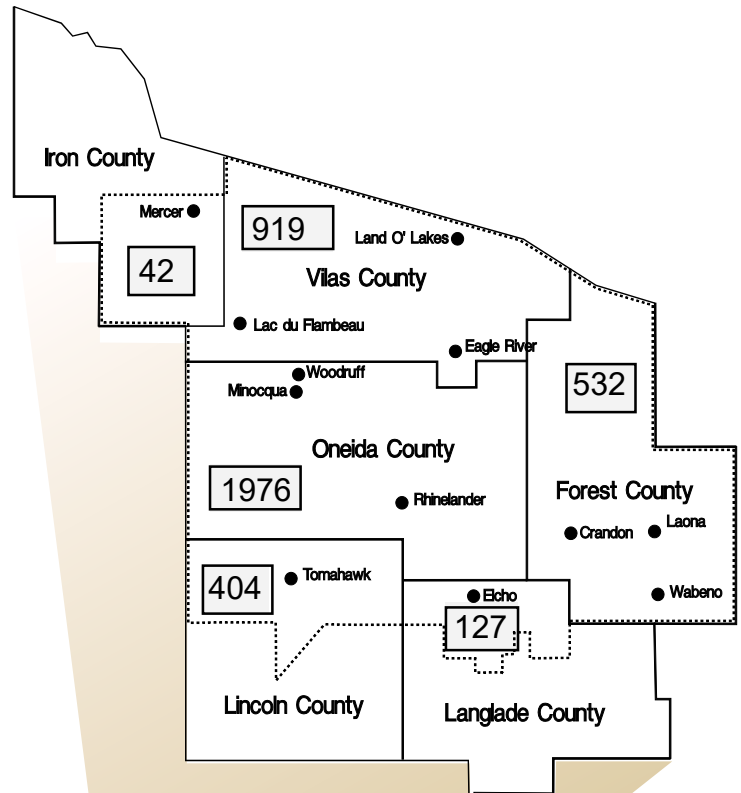 Iron County
Mercer
919
Land O' Lakes
42
Vilas County
Lac du Flambeau
Eagle River
Woodruff
Minocqua
532
Oneida County
1976
Rhinelander
Forest County
Crandon
Laona
404
Tomahawk
Elcho
Wabeno
127
Lincoln County
Langlade County